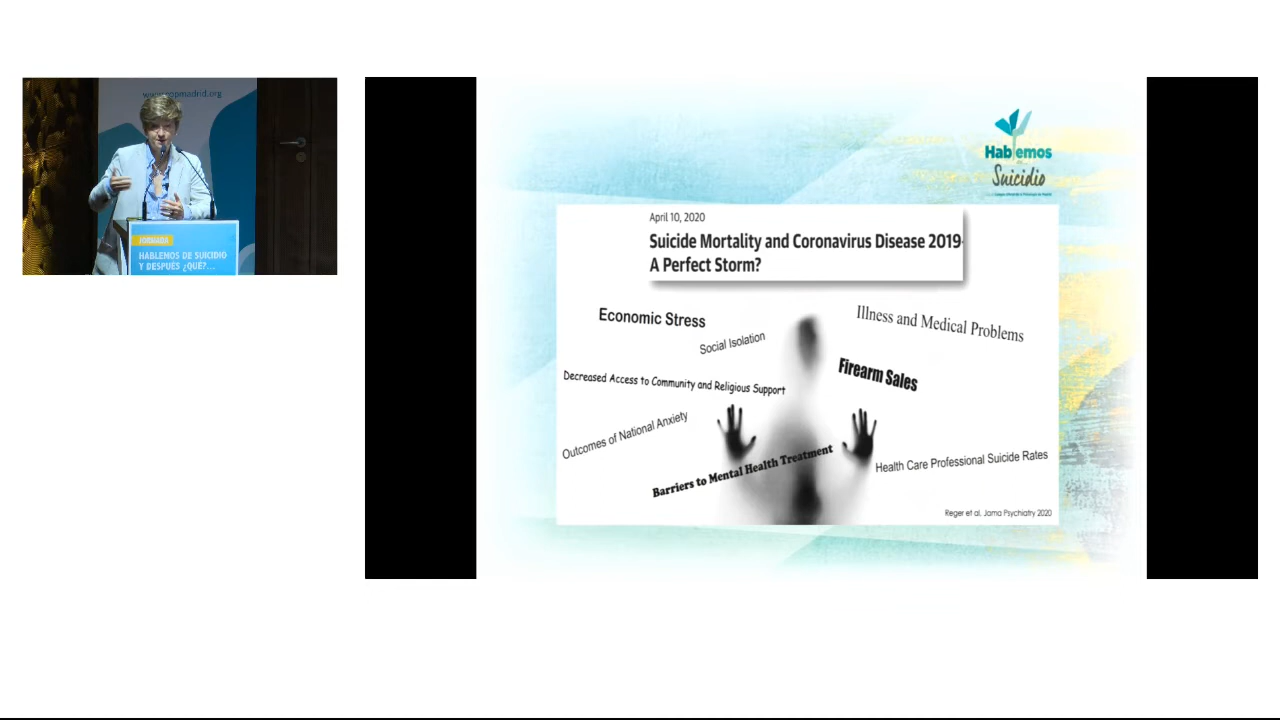 www.copmadrid.org
JORNADA
HABLEMOS DE SUICIDIO
Y DESPUÉS ¿QUÉ?...
Hablemos
de
Suicidio
April 10, 2020
Suicide Mortality and Coronavirus Disease 2019-
A Perfect Storm?
Economic Stress
Social Isolation
Illness and Medical Problems
Decreased Access to Community and Religious Support
Firearm Sales
Outcomes of National Anxiety
Barriers to Mental Health Treatment
Health Care Professional Suicide Rates
Reger et al. Jama Psychiatry 2020